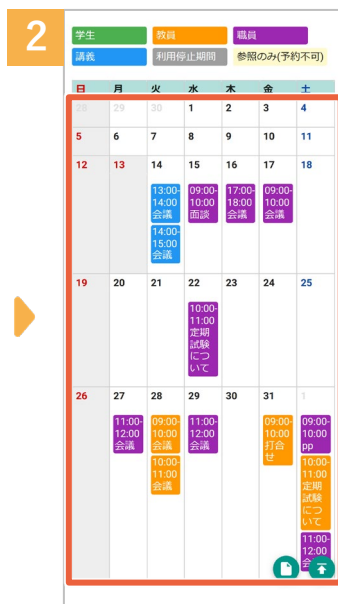 2
学生
教員
職員
講義
利用停止期間
参照のみ(予約不可)
日 月 火 水 木 金 土
28 29 30 1 2 3 4
5 6 7 8 9 10 11
12 13 14 15 16 17 18
13:00-
14:00
会議
14:00-
15:00
会議
09:00-
10:00
面談
17:00-
18:00
会議
09:00-
10:00
会議
19 20 21 22 23 24 25
10:00-
11:00
定期
試験
につ
いて
26 27 28 29 30 31 1
11:00-
12:00
会議
09:00-
10:00
会議
10:00-
11:00
会議
11:00-
12:00
会議
09:00-
10:00
打合
せ
09:00-
10:00
pp
10:00-
11:00
定期
試験
につ
いて
11:00-
12:00